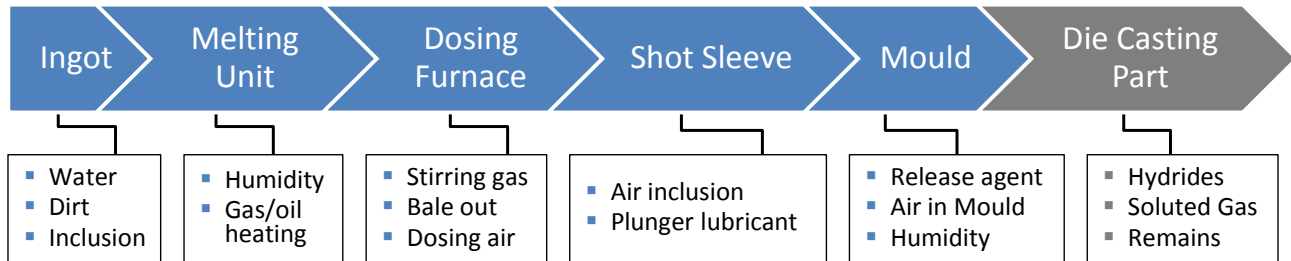 Ingot
Melting
Unit
Dosing
Furnace
Shot Sleeve
Mould
Die Casting
Part
Water
Dirt
Inclusion
Humidity
Gas/oil
heating
Stirring gas
Bale out
Dosing air
Air inclusion
Plunger lubricant
Release agent
Air in Mould
Humidity
Hydrides
Soluted Gas
Remains